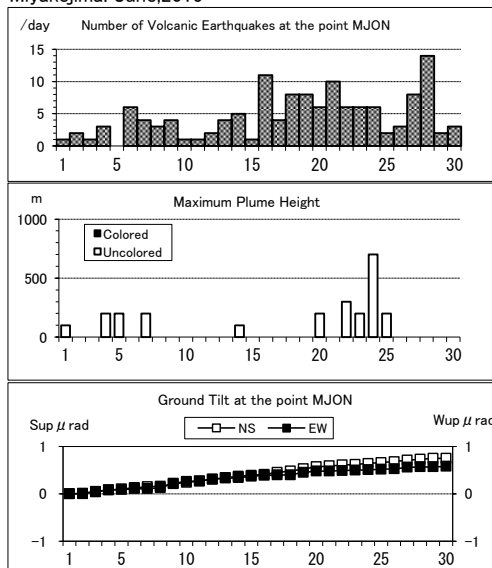 /day Number of Volcanic Earthquakes at the point MJON
15
10
5
0
1 5 10 15 20 25 30
m Maximum Plume Height
1000
■Colored
□Uncolored
500
0
1 5 10 15 20 25 30
Ground Tilt at the point MJON
Sup μ rad Wup μ rad
NS EW
1 1
0 0
-1 -1
1 5 10 15 20 25 30